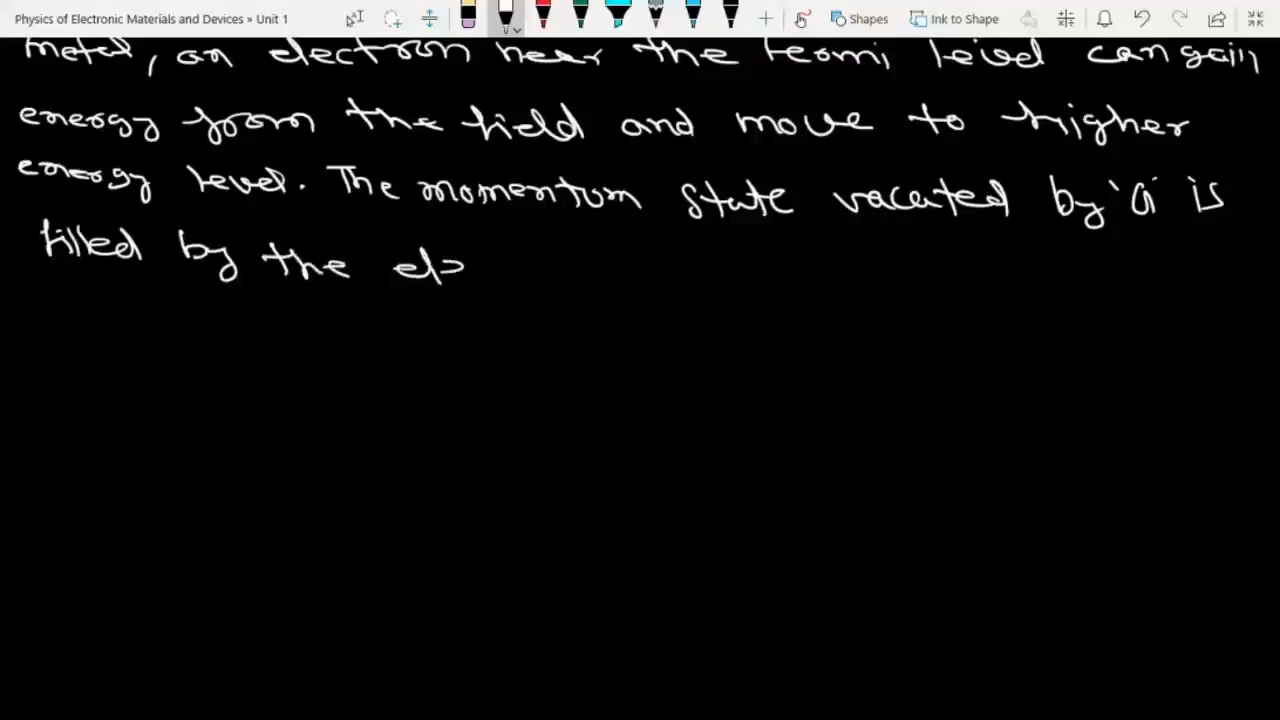 Physics of Electronic Materials and Devices » Unit 1
Shapes
Ink to Shape
metal, an electron near the Fermi level can gain
energy from the field and move to higher
energy level. The momentum state vacated by 'a' is
filled by the